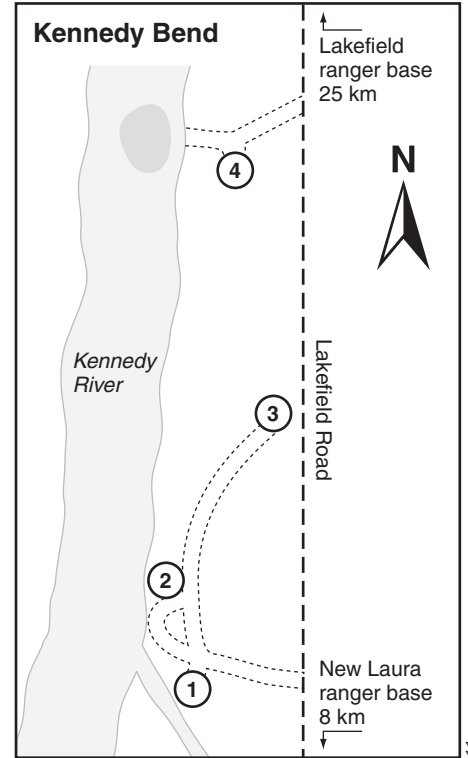 Kennedy Bend
Lakefield
ranger base
25 km
N
4
Kennedy
River
Lakefield Road
3
2
1
New Laura
ranger base
8 km